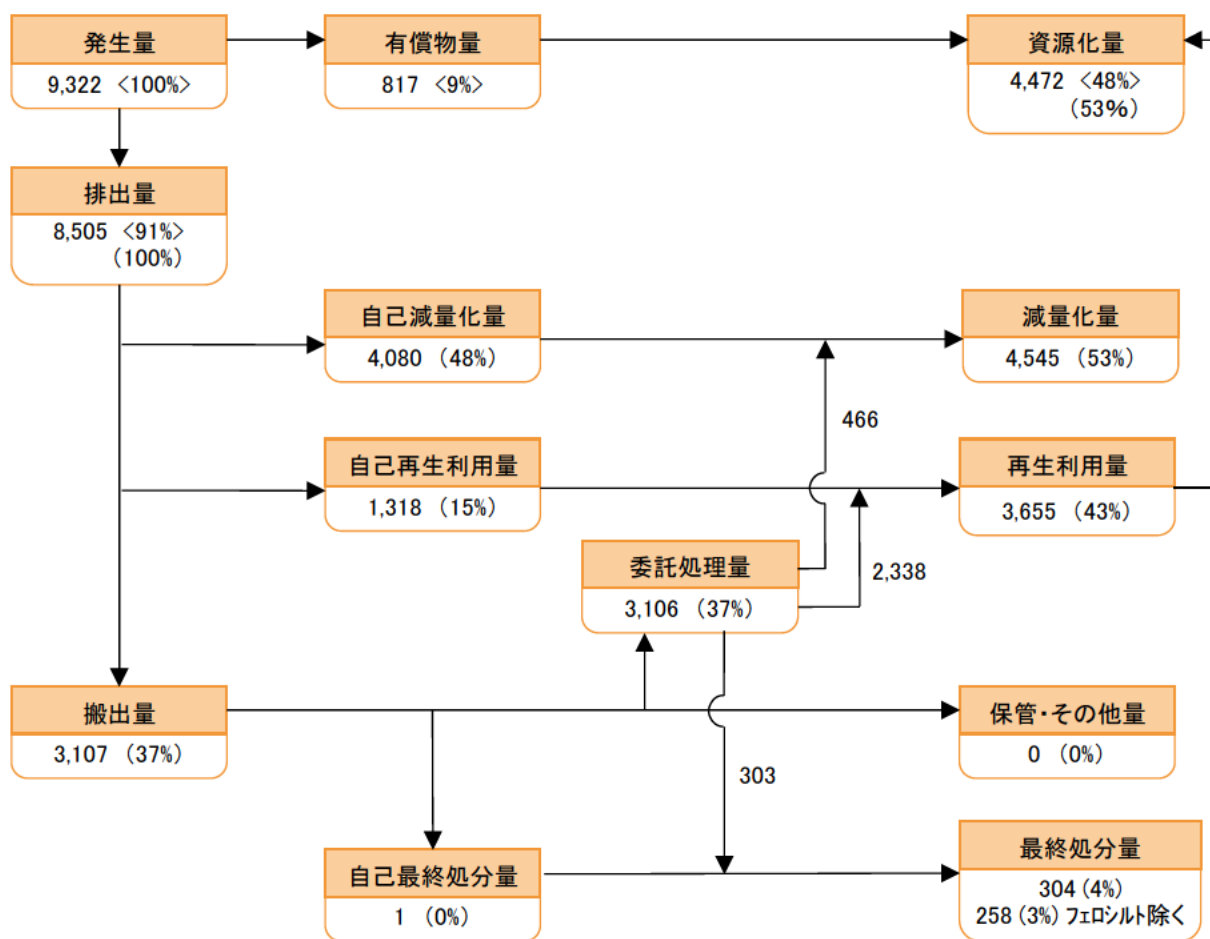 発生量
9,322 <100%>
有償物量
817 <9%>
資源化量
4,472 <48%>
(53%)
排出量
8,505 <91%>
(100%)
自己減量化量
4,080 (48%)
減量化量
4,545 (53%)
466
自己再生利用量
1,318 (15%)
再生利用量
3,655 (43%)
委託処理量
3,106 (37%)
2,338
搬出量
3,107 (37%)
保管・その他量
0 (0%)
303
自己最終処分量
1 (0%)
最終処分量
304 (4%)
258 (3%) フェロシルト除く